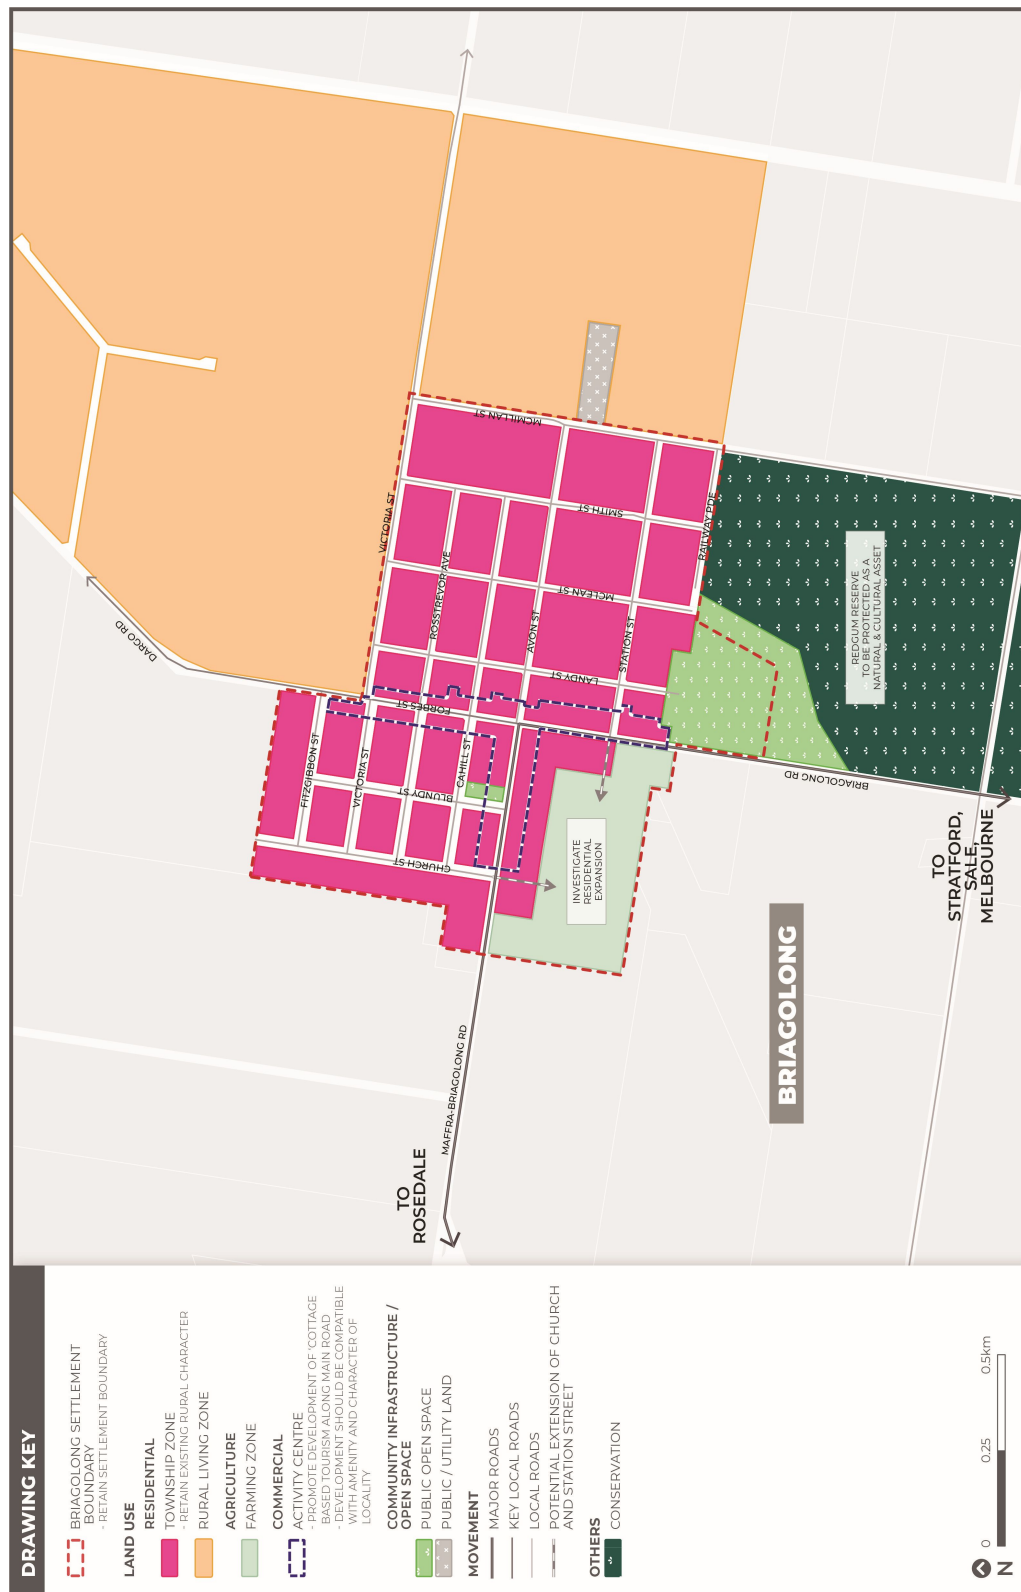 DRAWING KEY
BRIAGOLONG SETTLEMENT
BOUNDARY
- RETAIN SETTLEMENT BOUNDARY
LAND USE
RESIDENTIAL
TOWNSHIP ZONE
- RETAIN EXISTING RURAL CHARACTER
RURAL LIVING ZONE
AGRICULTURE
FARMING ZONE
COMMERCIAL
ACTIVITY CENTRE
- PROMOTE DEVELOPMENT OF 'COTTAGE
BASED TOURISM ALONG MAIN ROAD
- DEVELOPMENT SHOULD BE COMPATIBLE
WITH AMENITY AND CHARACTER OF
LOCALITY
COMMUNITY INFRASTRUCTURE /
OPEN SPACE
PUBLIC OPEN SPACE
PUBLIC / UTILITY LAND
MOVEMENT
MAJOR ROADS
KEY LOCAL ROADS
LOCAL ROADS
POTENTIAL EXTENSION OF CHURCH
AND STATION STREET
OTHERS
CONSERVATION
N
0
0.25
0.5km
DARGO RD
VICTORIA ST
MCMILLAN ST
SMITH ST
ROSSTREVOR AVE
MCLEAN ST
RAILWAY PDE
AVON ST
STATION ST
LANDY ST
FORBES ST
FITZGIBBON ST
VICTORIA ST
CAHILL ST
BLUNDY ST
CHURCH ST
INVESTIGATE
RESIDENTIAL
EXPANSION
REDGUM RESERVE
TO BE PROTECTED AS A
NATURAL & CULTURAL ASSET
BRIAGOLONG RD
MAFFRA-BRIAGOLONG RD
TO
ROSEDALE
BRIAGOLONG
TO
STRATFORD,
SALE,
MELBOURNE